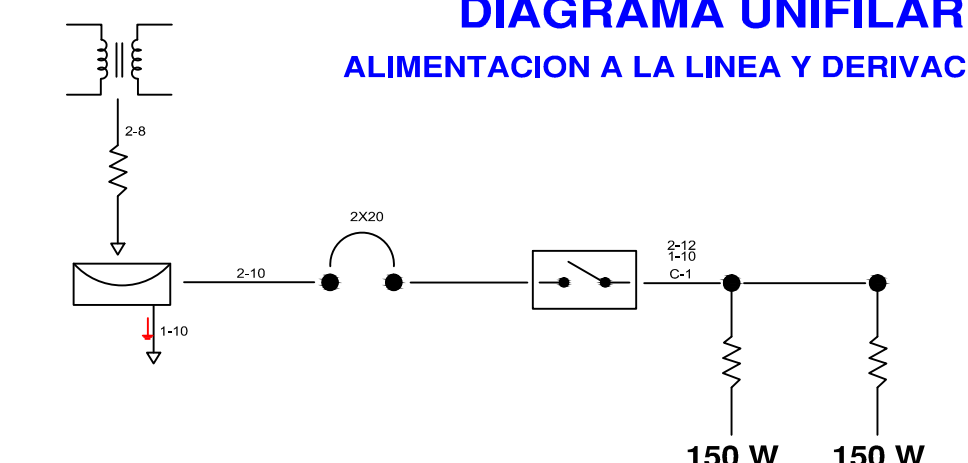 DIAGRAMA UNIFILAR
ALIMENTACION A LA LINEA Y DERIVAC
2-8
2X20
2-12
1-10
C-1
2-10
1-10
150 W 150 W